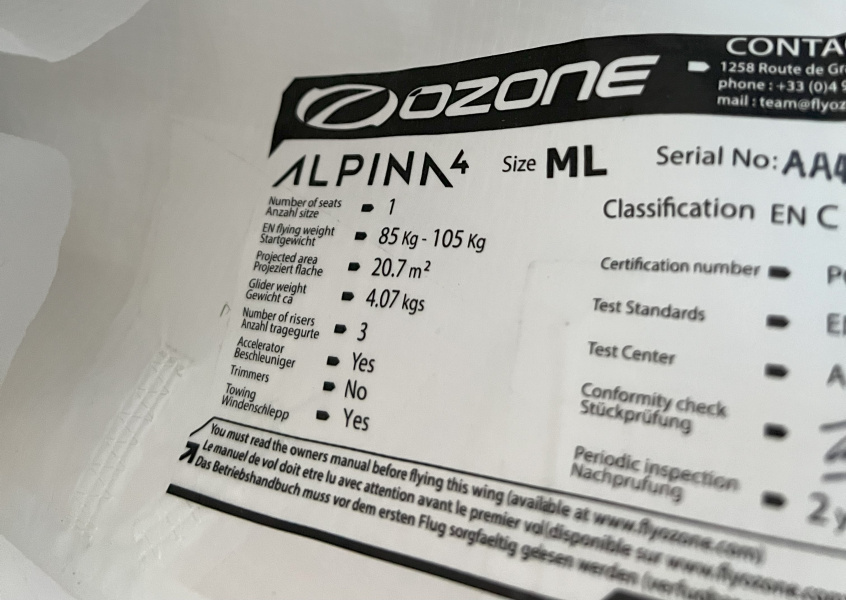 OZONE
CONTA
1258 Route de Gr
phone : +33 (0)4 9
mail : team@flyoz
ALPINA4 Size ML Serial No: AA4
Number of seats
Anzahl sitze 1
EN flying weight
Startgewicht 85 Kg - 105 Kg
Projected area
Projeziert flache 20.7 m²
Glider weight
Gewicht ca 4.07 kgs
Number of risers
Anzahl tragegurte 3
Accelerator
Beschleuniger Yes
Trimmers No
Towing
Windenschlepp Yes
Classification EN C
Certification number
Test Standards
Test Center A
Conformity check
Stückprüfung
Periodic inspection
Nachprufung 2 y
You must read the owners manual before flying this wing (available at www.flyozone.com)
Le manuel de vol doit etre lu avec attention avant le premier vol (disponible sur www.flyozone.com
Das Betriebshandbuch muss vor dem ersten Flug sorgfaeltig gelesen werden